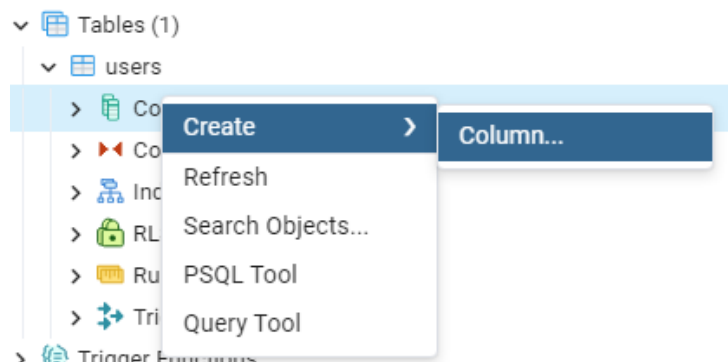 Tables (1)
users
Co
Create
Column...
Co
Refresh
Ind
Search Objects...
RL
PSQL Tool
Ru
Tri
Query Tool
Trigger Functions